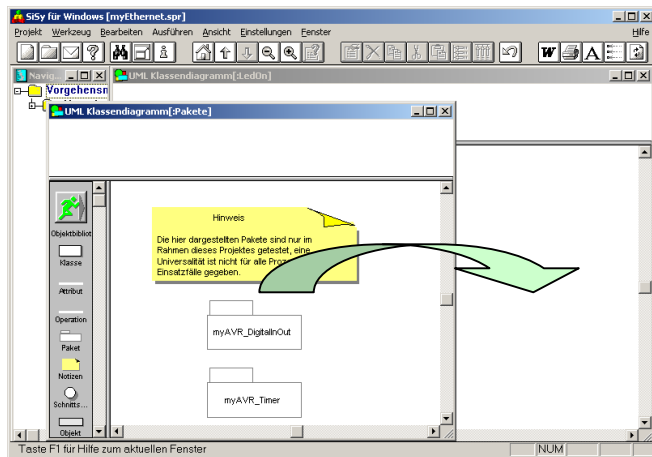 SiSy für Windows [myEthernet.spr]
Projekt Werkzeug Bearbeiten Ausführen Ansicht Einstellungen Fenster Hilfe
Navig...
UML Klassendiagramm[:LedOn]
Vorgehensn
UML Klassendiagramm[:Pakete]
Objektbibliot
Klasse
Attribut
Operation
Paket
Notizen
Schnitts...
Objekt
Hinweis
Die hier dargestellten Pakete sind nur im
Rahmen dieses Projektes getestet, eine
Universalität ist nicht für alle
Einsatzfälle gegeben.
myAVR_DigitalInOut
myAVR_Timer
Taste F1 für Hilfe zum aktuellen Fenster
NUM